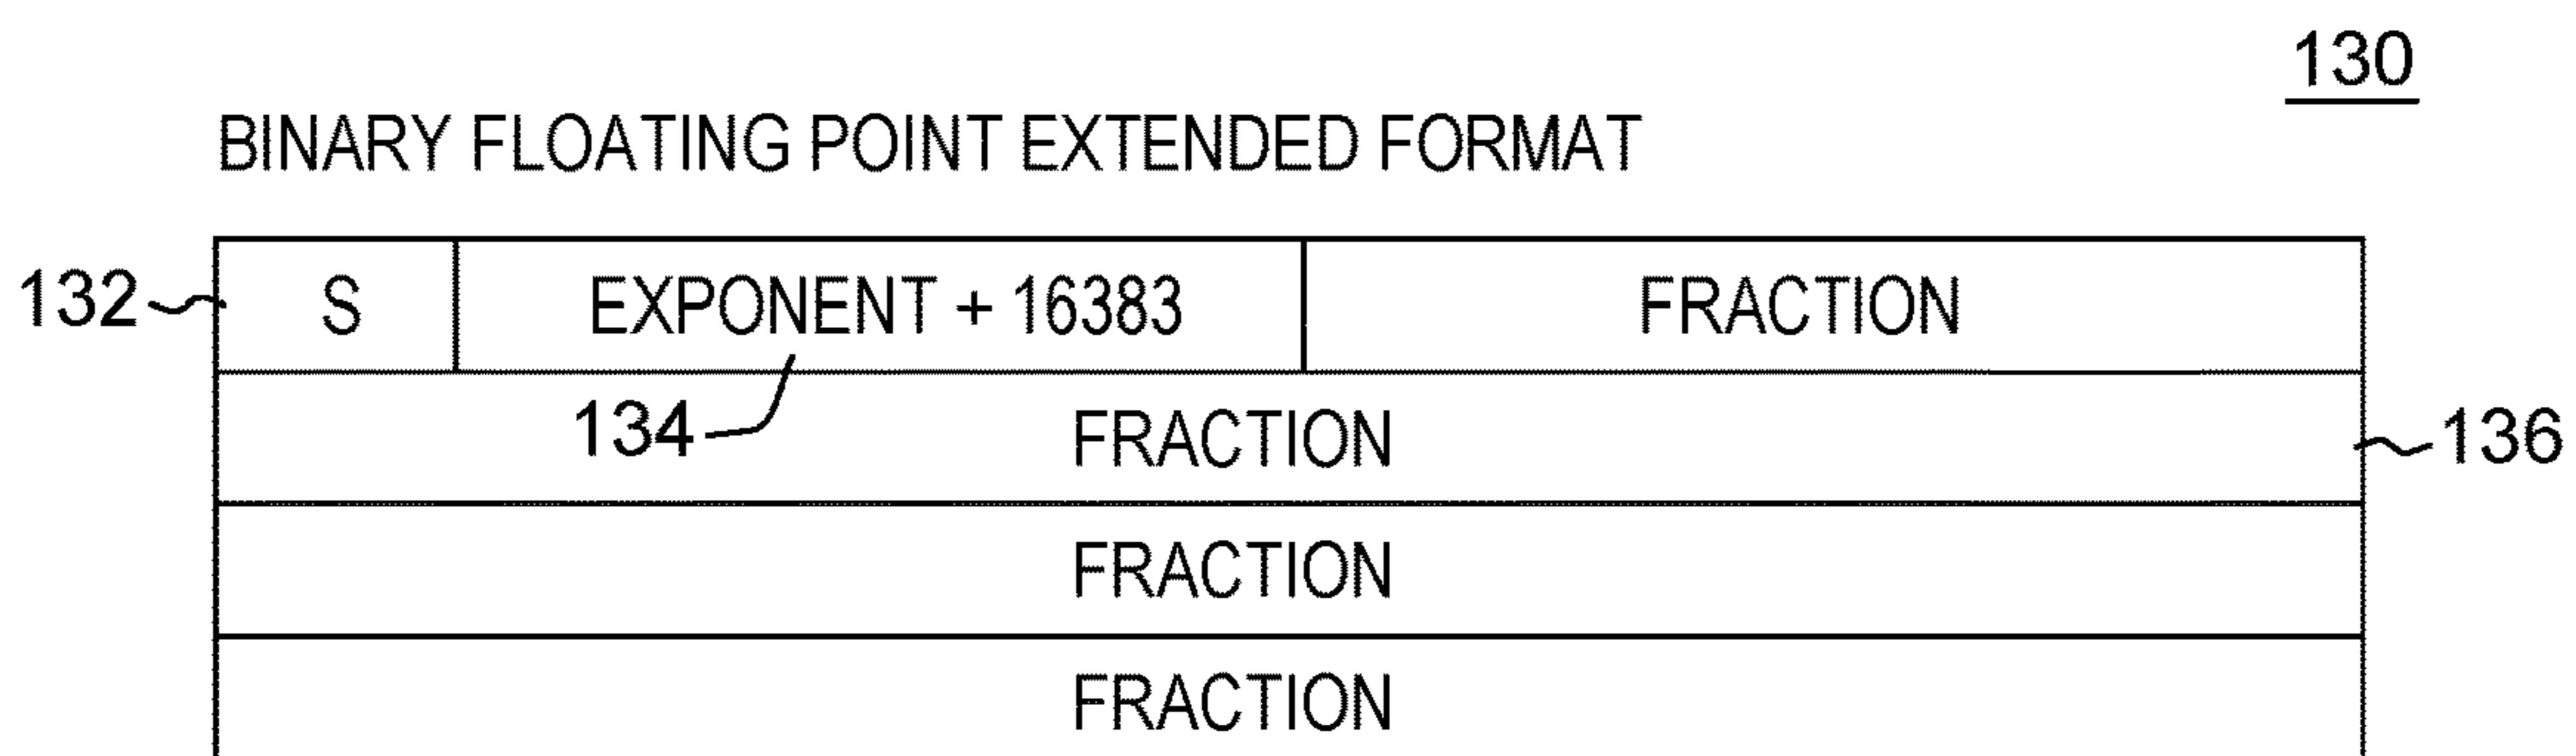 130
BINARY FLOATING POINT EXTENDED FORMAT
132 S EXPONENT + 16383 FRACTION
134 FRACTION 136
FRACTION
FRACTION